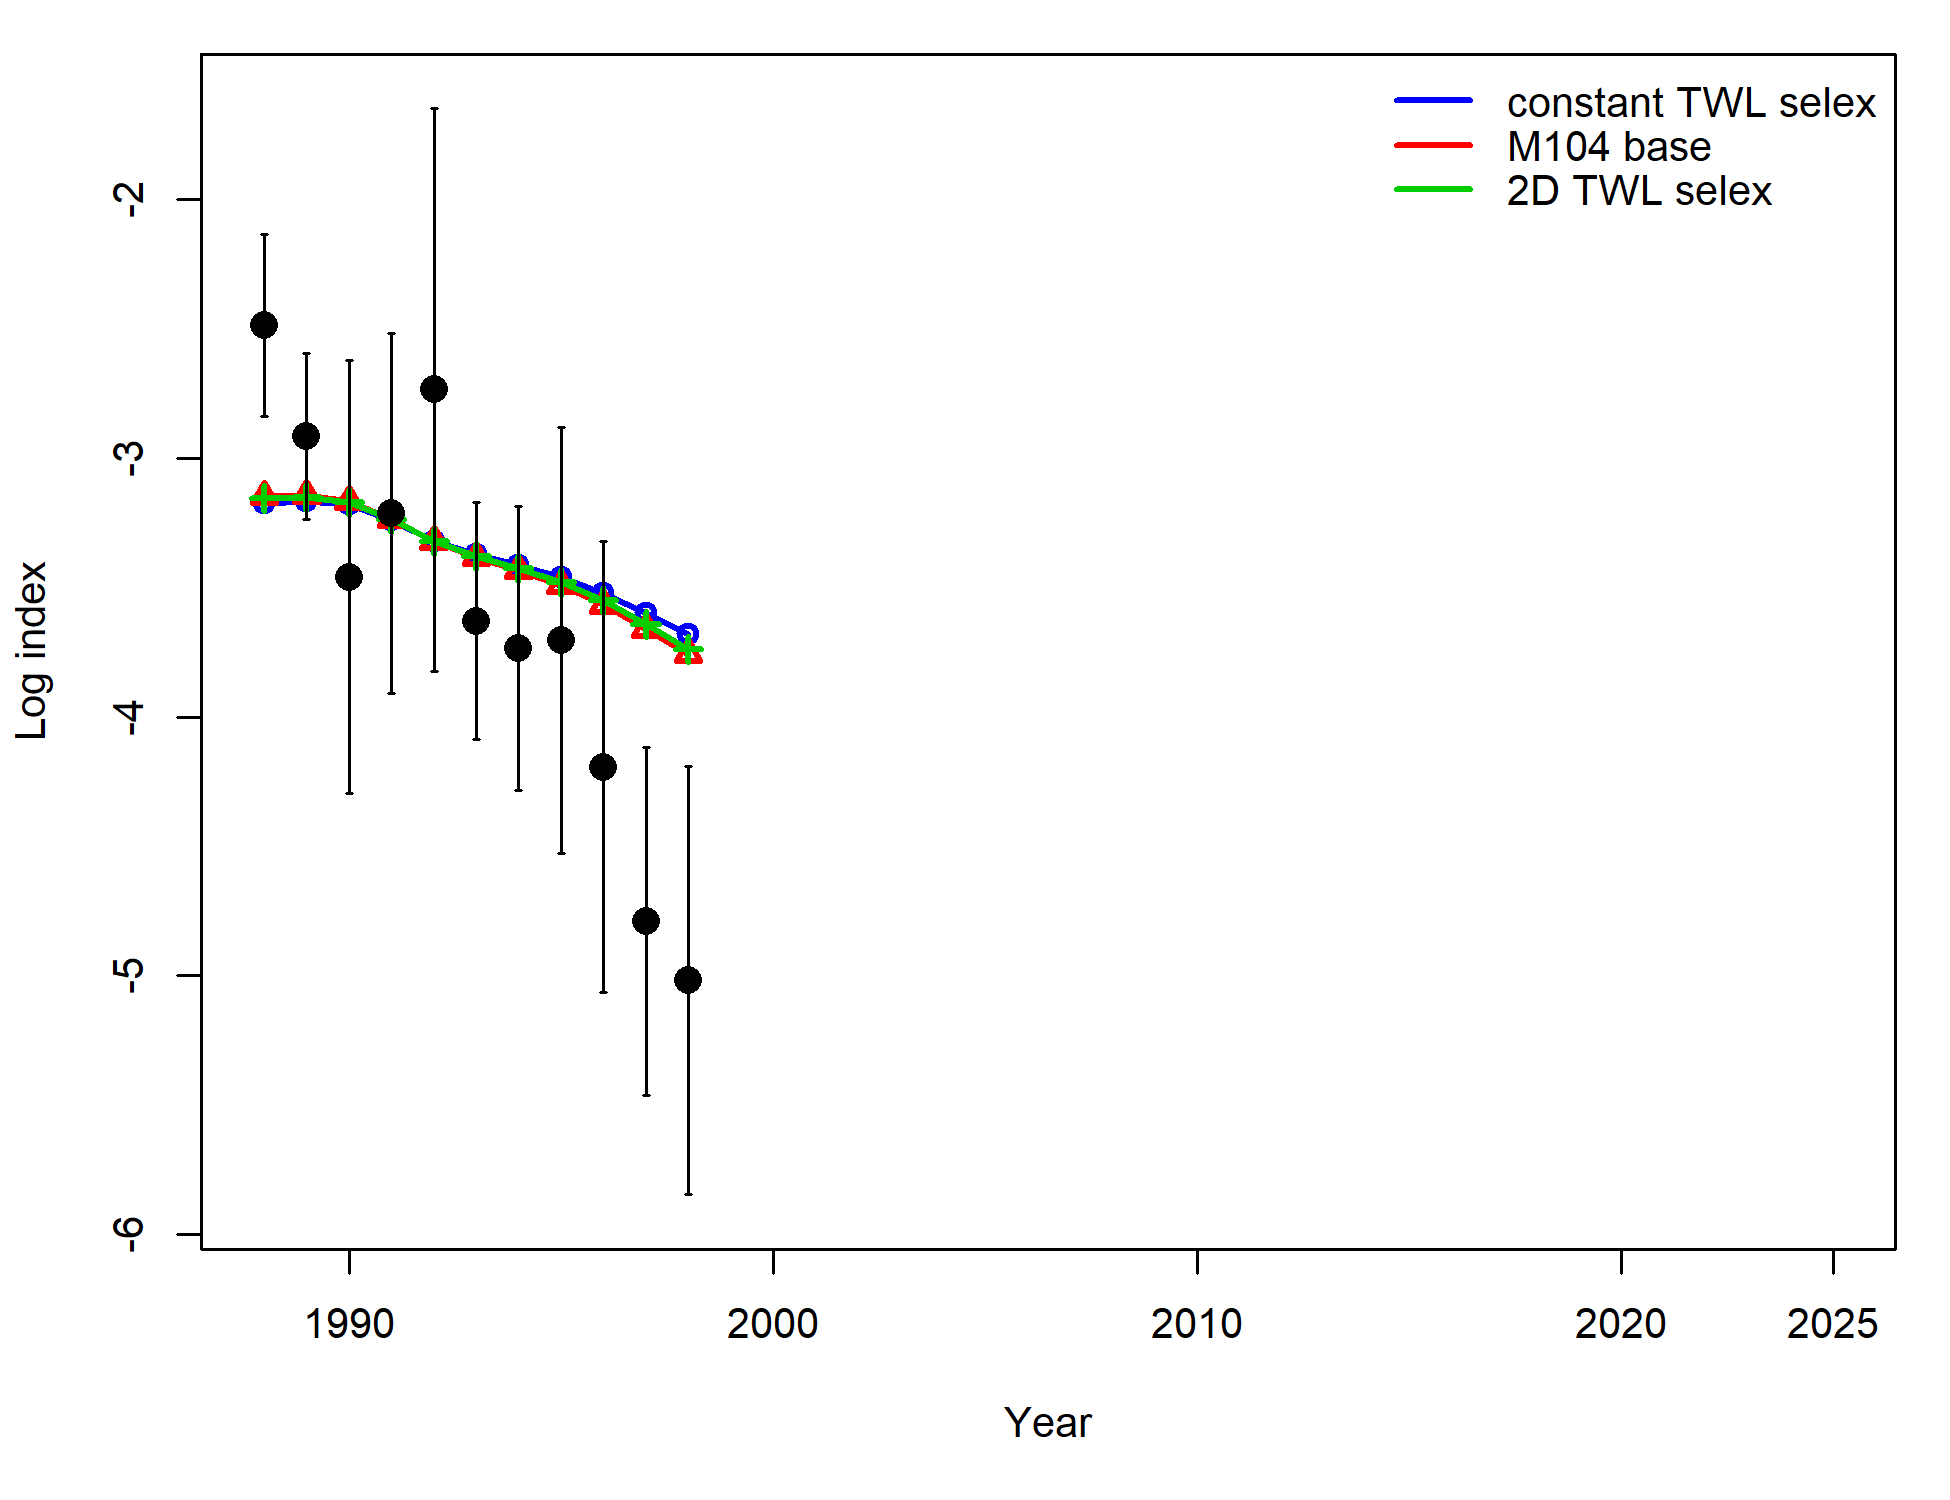 constant TWL selex
M104 base
2D TWL selex
-2
-3
-4
-5
-6
Log index
1990
2000
2010
2020
2025
Year